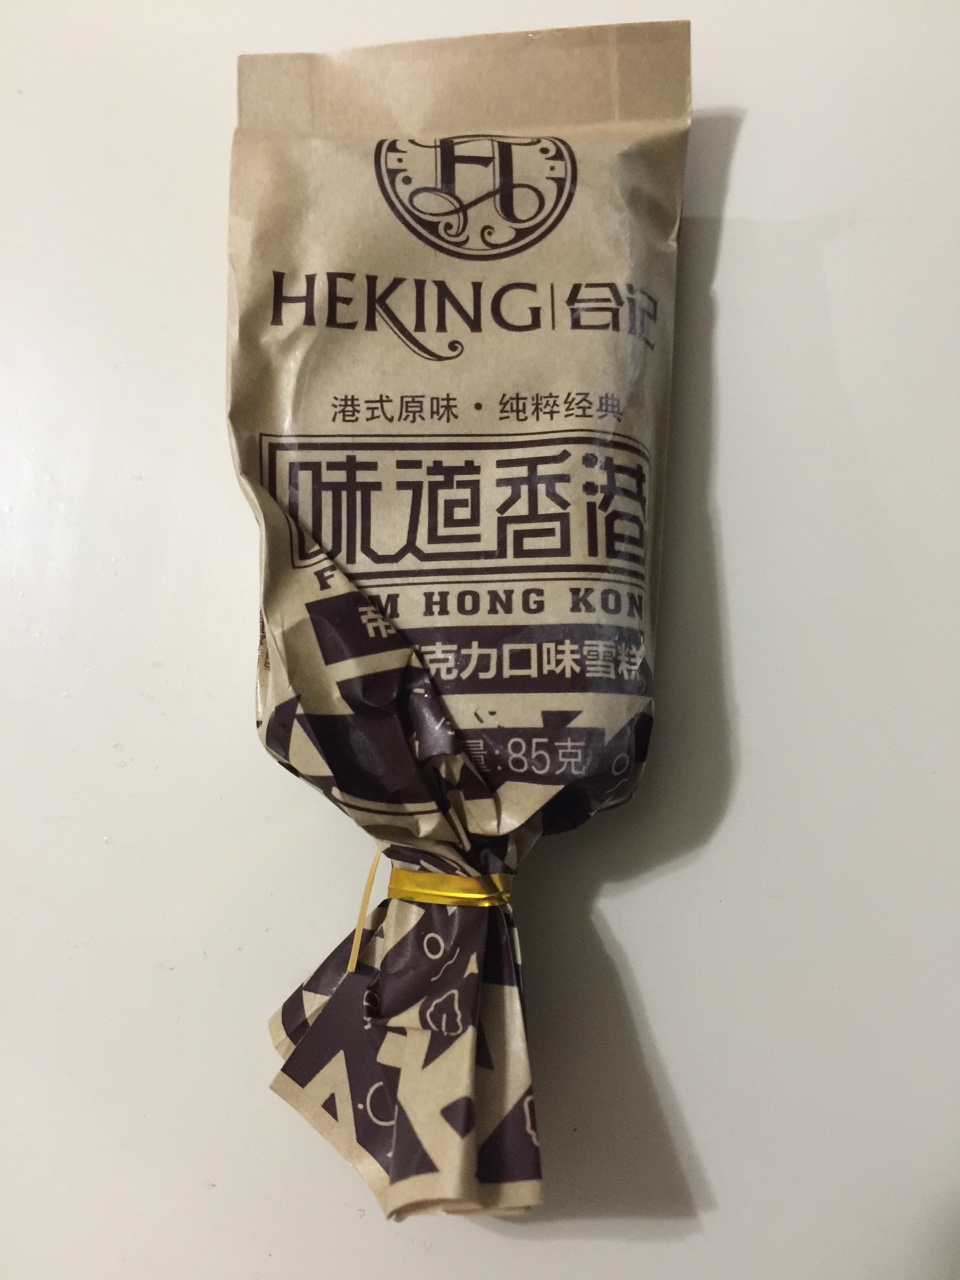 H
HEKING|合记
港式原味·纯粹经典
味道香港
F M HONG KON
克力口味雪糕
量:85克